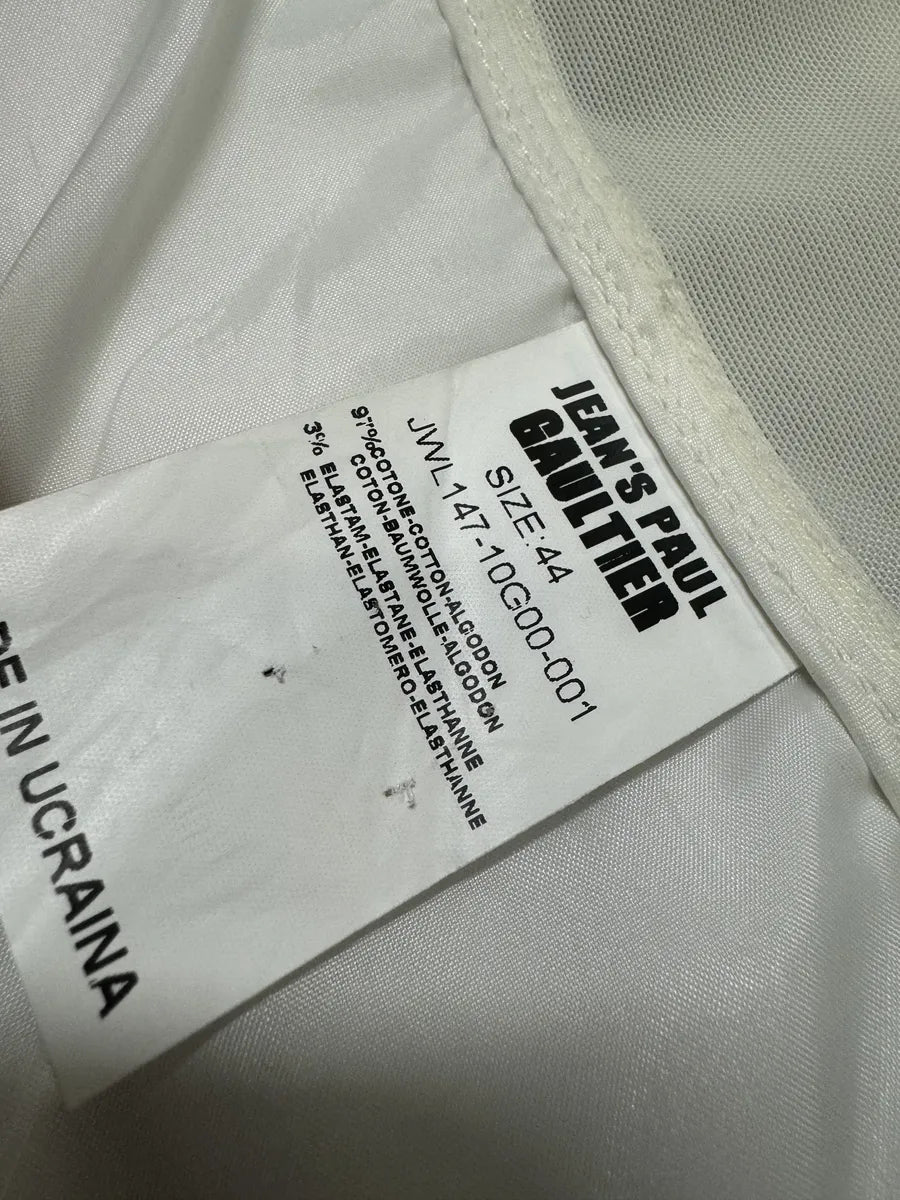 JEAN'S PAUL
GAULTIER
SIZE:44
JWL147-10G00-001
97%COTONE-COTTON-ALGODON
COTON-BAUMWOLLE-ALGODON
3% ELASTAM-ELASTANE-ELASTHANNE
ELASTHAN-ELASTOMERO-ELASTHANNE
IN UCRAINA